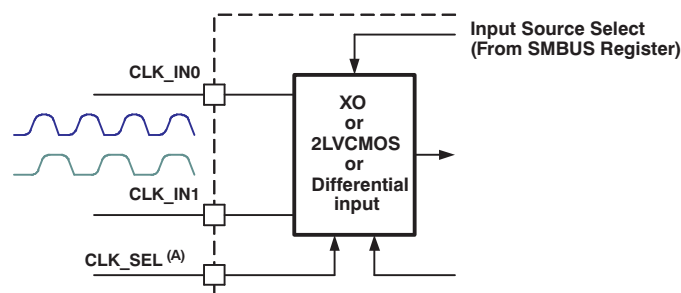 Input Source Select
(From SMBUS Register)
CLK_IN0
XO
or
2LVCMOS
or
Differential
input
CLK_IN1
CLK_SEL (A)